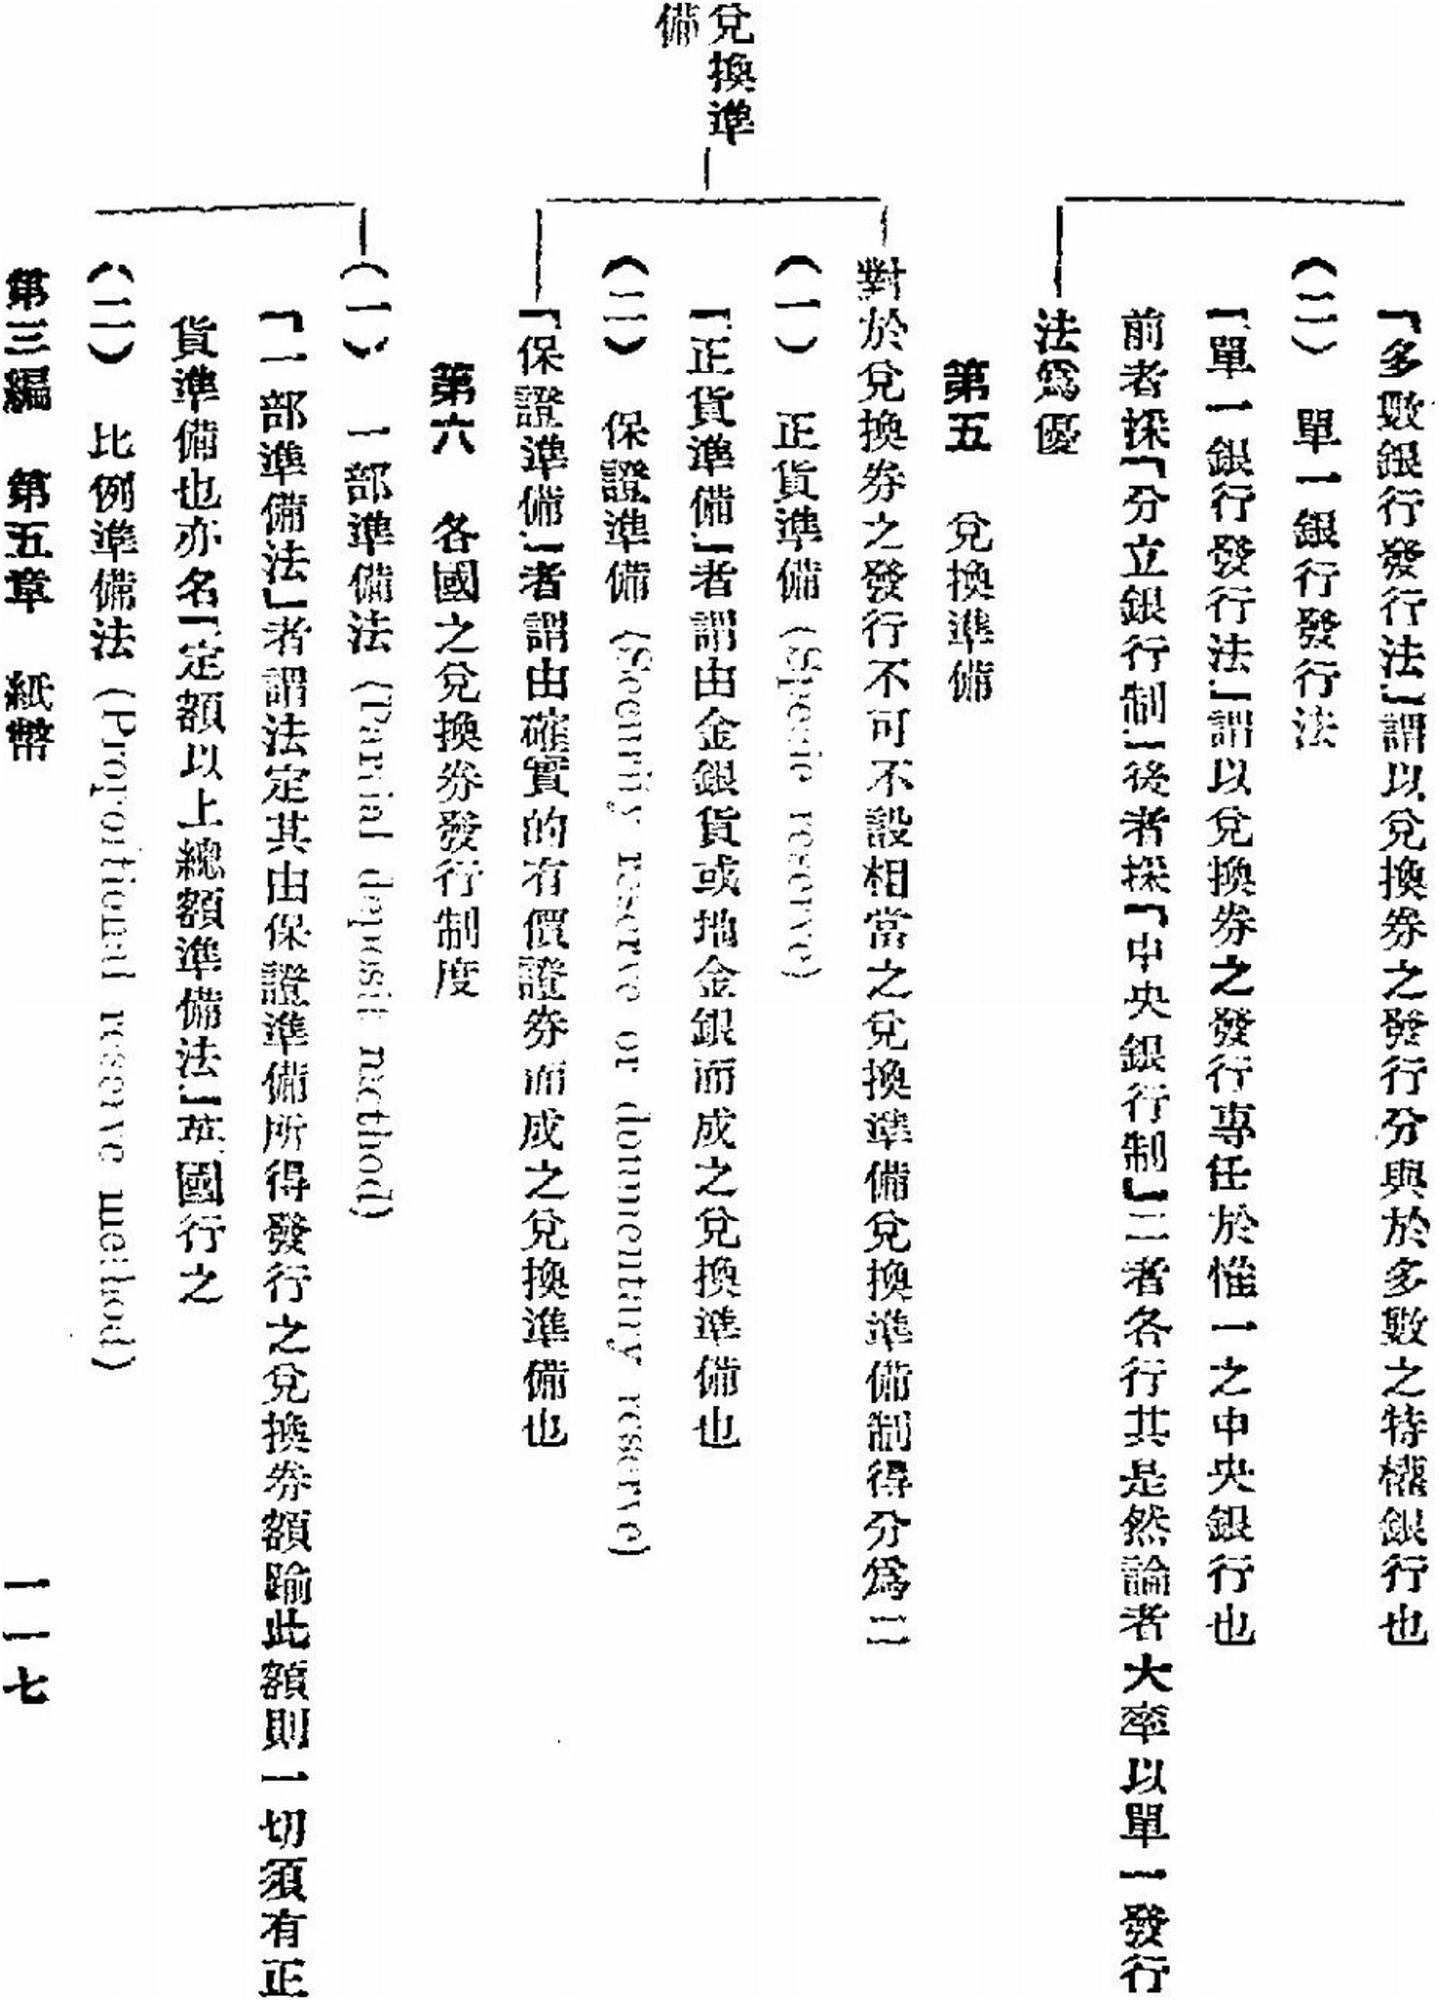 「多數銀行發行法」謂以兌換券之發行分與於多數之特權銀行也
(二) 單一銀行發行法
「單一銀行發行法」謂以兌換券之發行專任於惟一之中央銀行也
前者採「分立銀行制」後者採「中央銀行制」二者各行其是然論者大率以單一發行
法爲優
第五 兌換準備
兌換準
備
對於兌換券之發行不可不設相當之兌換準備兌換準備制得分爲二
(一) 正貨準備 (Specie reserve)
「正貨準備」者謂由金銀貨或地金銀而成之兌換準備也
(二) 保證準備 (Security reserve or documentary reserve)
「保證準備」者謂由確實的有價證券而成之兌換準備也
第六 各國之兌換券發行制度
(一) 一部準備法 (Partial deposit method)
「一部準備法」者謂法定其由保證準備所得發行之兌換券額踰此額則一切須有正
貨準備也亦名「定額以上總額準備法」英國行之
(二) 比例準備法 (Proportional reserve method)
第三編 第五章 紙幣
一一七